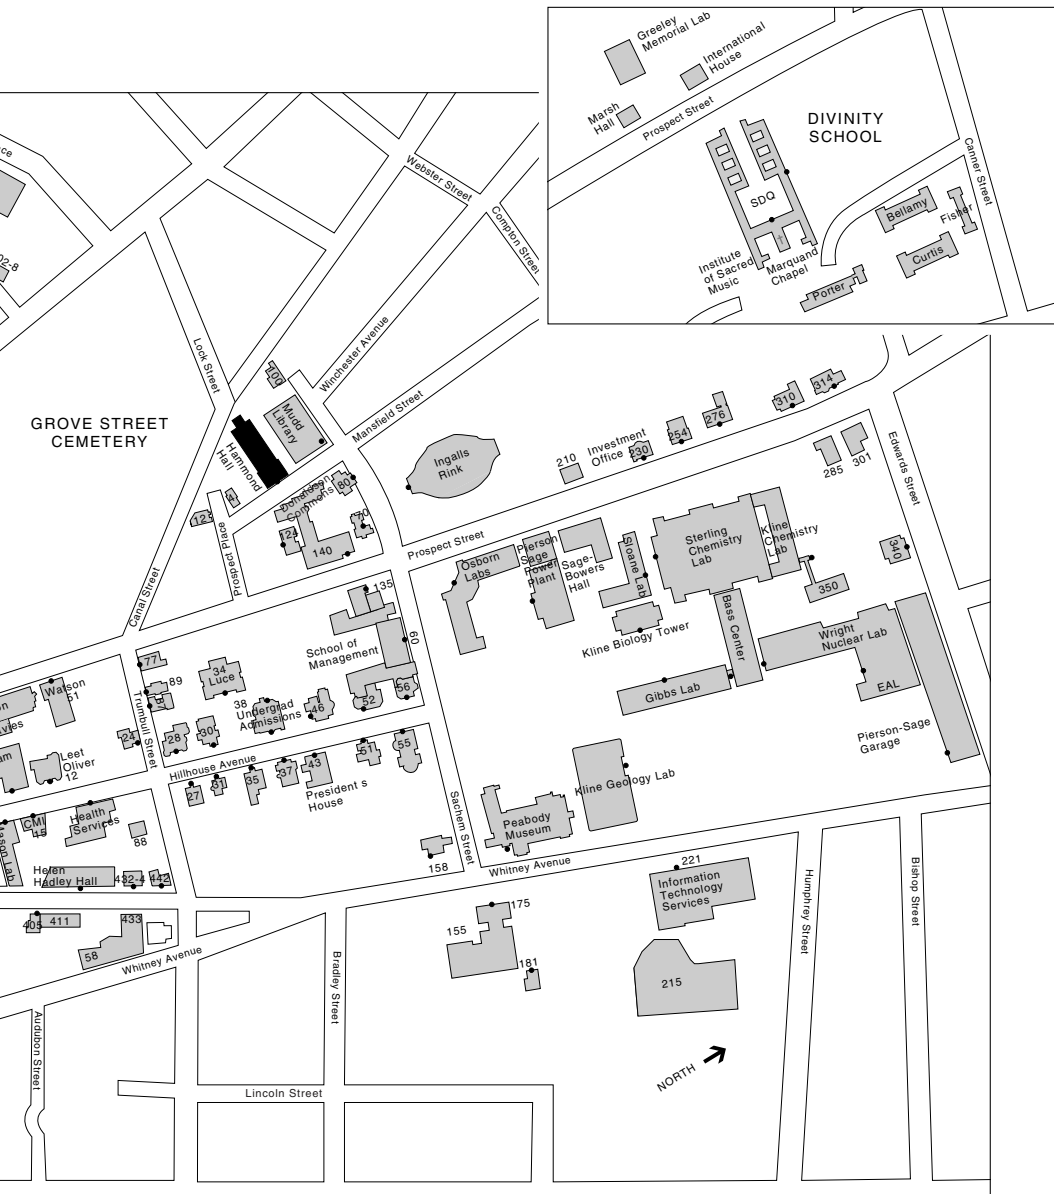 Greeley
Memorial Lab
International
House
Marsh
Hall
Prospect Street
DIVINITY
SCHOOL
Canner Street
SDQ
Bellamy
Fisher
Curtis
Institute
of Sacred
Music
Marquand
Chapel
Porter
Webster Street
Compton Street
02-8
Lock Street
Winchester Avenue
Mansfield Street
100
Mudd
Library
GROVE STREET
CEMETERY
Hammond
Hall
Ingalls
Rink
210
Investment
Office
230
254
276
310
314
285
301
Edwards Street
4
Donaldson
Commons
80
70
124
140
Prospect Place
Canal Street
Prospect Street
Osborn
Labs
Pierson
Sage
Power
Plant
Sage-
Bowers
Hall
Sloane Lab
Sterling
Chemistry
Lab
Kline
Chemistry
Lab
340
350
Kline Biology Tower
Bass Center
Wright
Nuclear Lab
EAL
Gibbs Lab
Pierson-Sage
Garage
135
60
School of
Management
77
89
87
34
Luce
38
Undergrad
Admissions
46
52
56
Watson
51
Trumbull Street
24
28
30
Leet
Oliver
12
Hillhouse Avenue
27
31
35
37
43
51
55
President s
House
Sachem Street
158
Kline Geology Lab
Peabody
Museum
Whitney Avenue
CMI
15
Health
Services
88
Mason Lab
Helen
Hadley Hall
432-4
442
405
411
433
58
Whitney Avenue
221
Information
Technology
Services
175
155
181
215
Humphrey Street
Bishop Street
Bradley Street
Audubon Street
Lincoln Street
NORTH